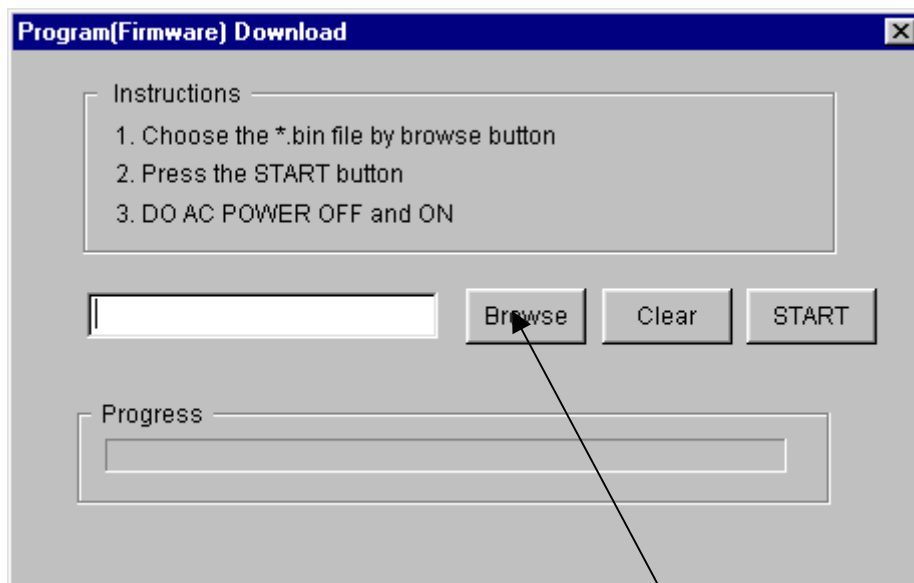 Program(Firmware) Download
Instructions
1. Choose the *.bin file by browse button
2. Press the START button
3. DO AC POWER OFF and ON
Browse Clear START
Progress